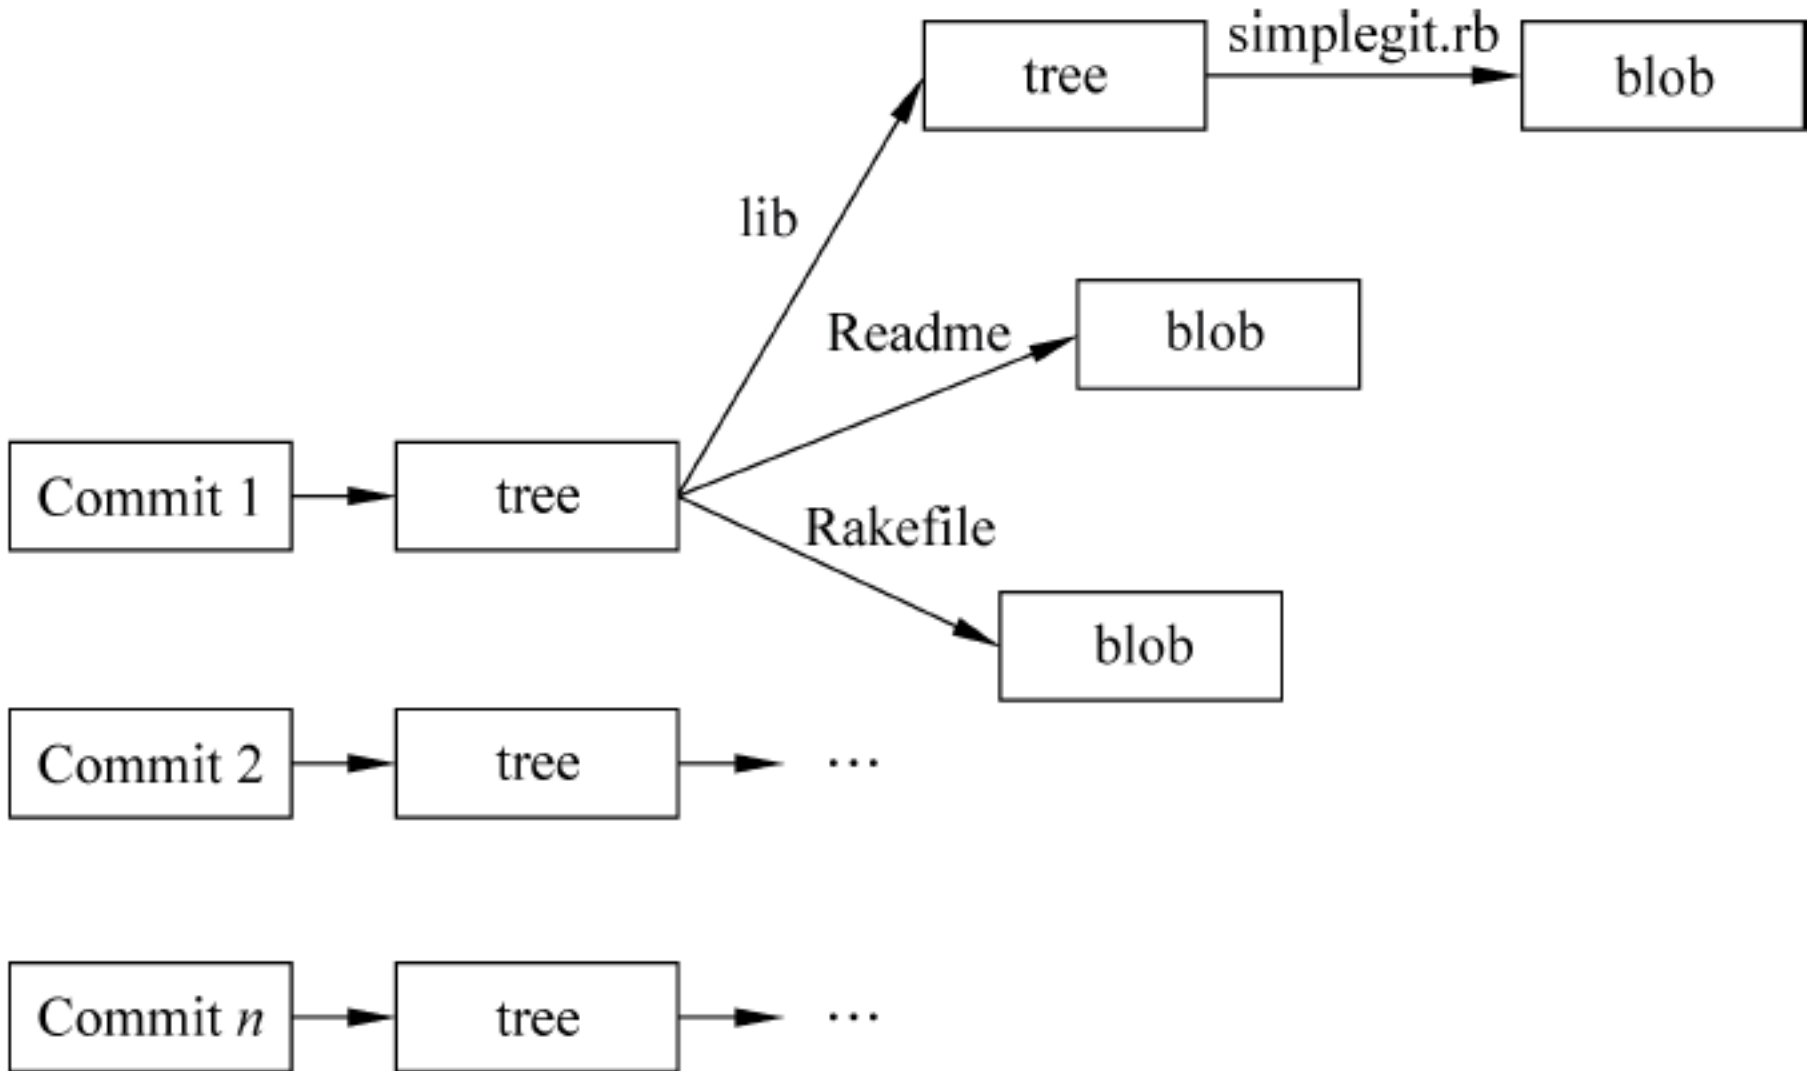 tree
simplegit.rb
blob
lib
Readme
blob
Commit 1
tree
Rakefile
blob
Commit 2
tree
…
Commit n
tree
…